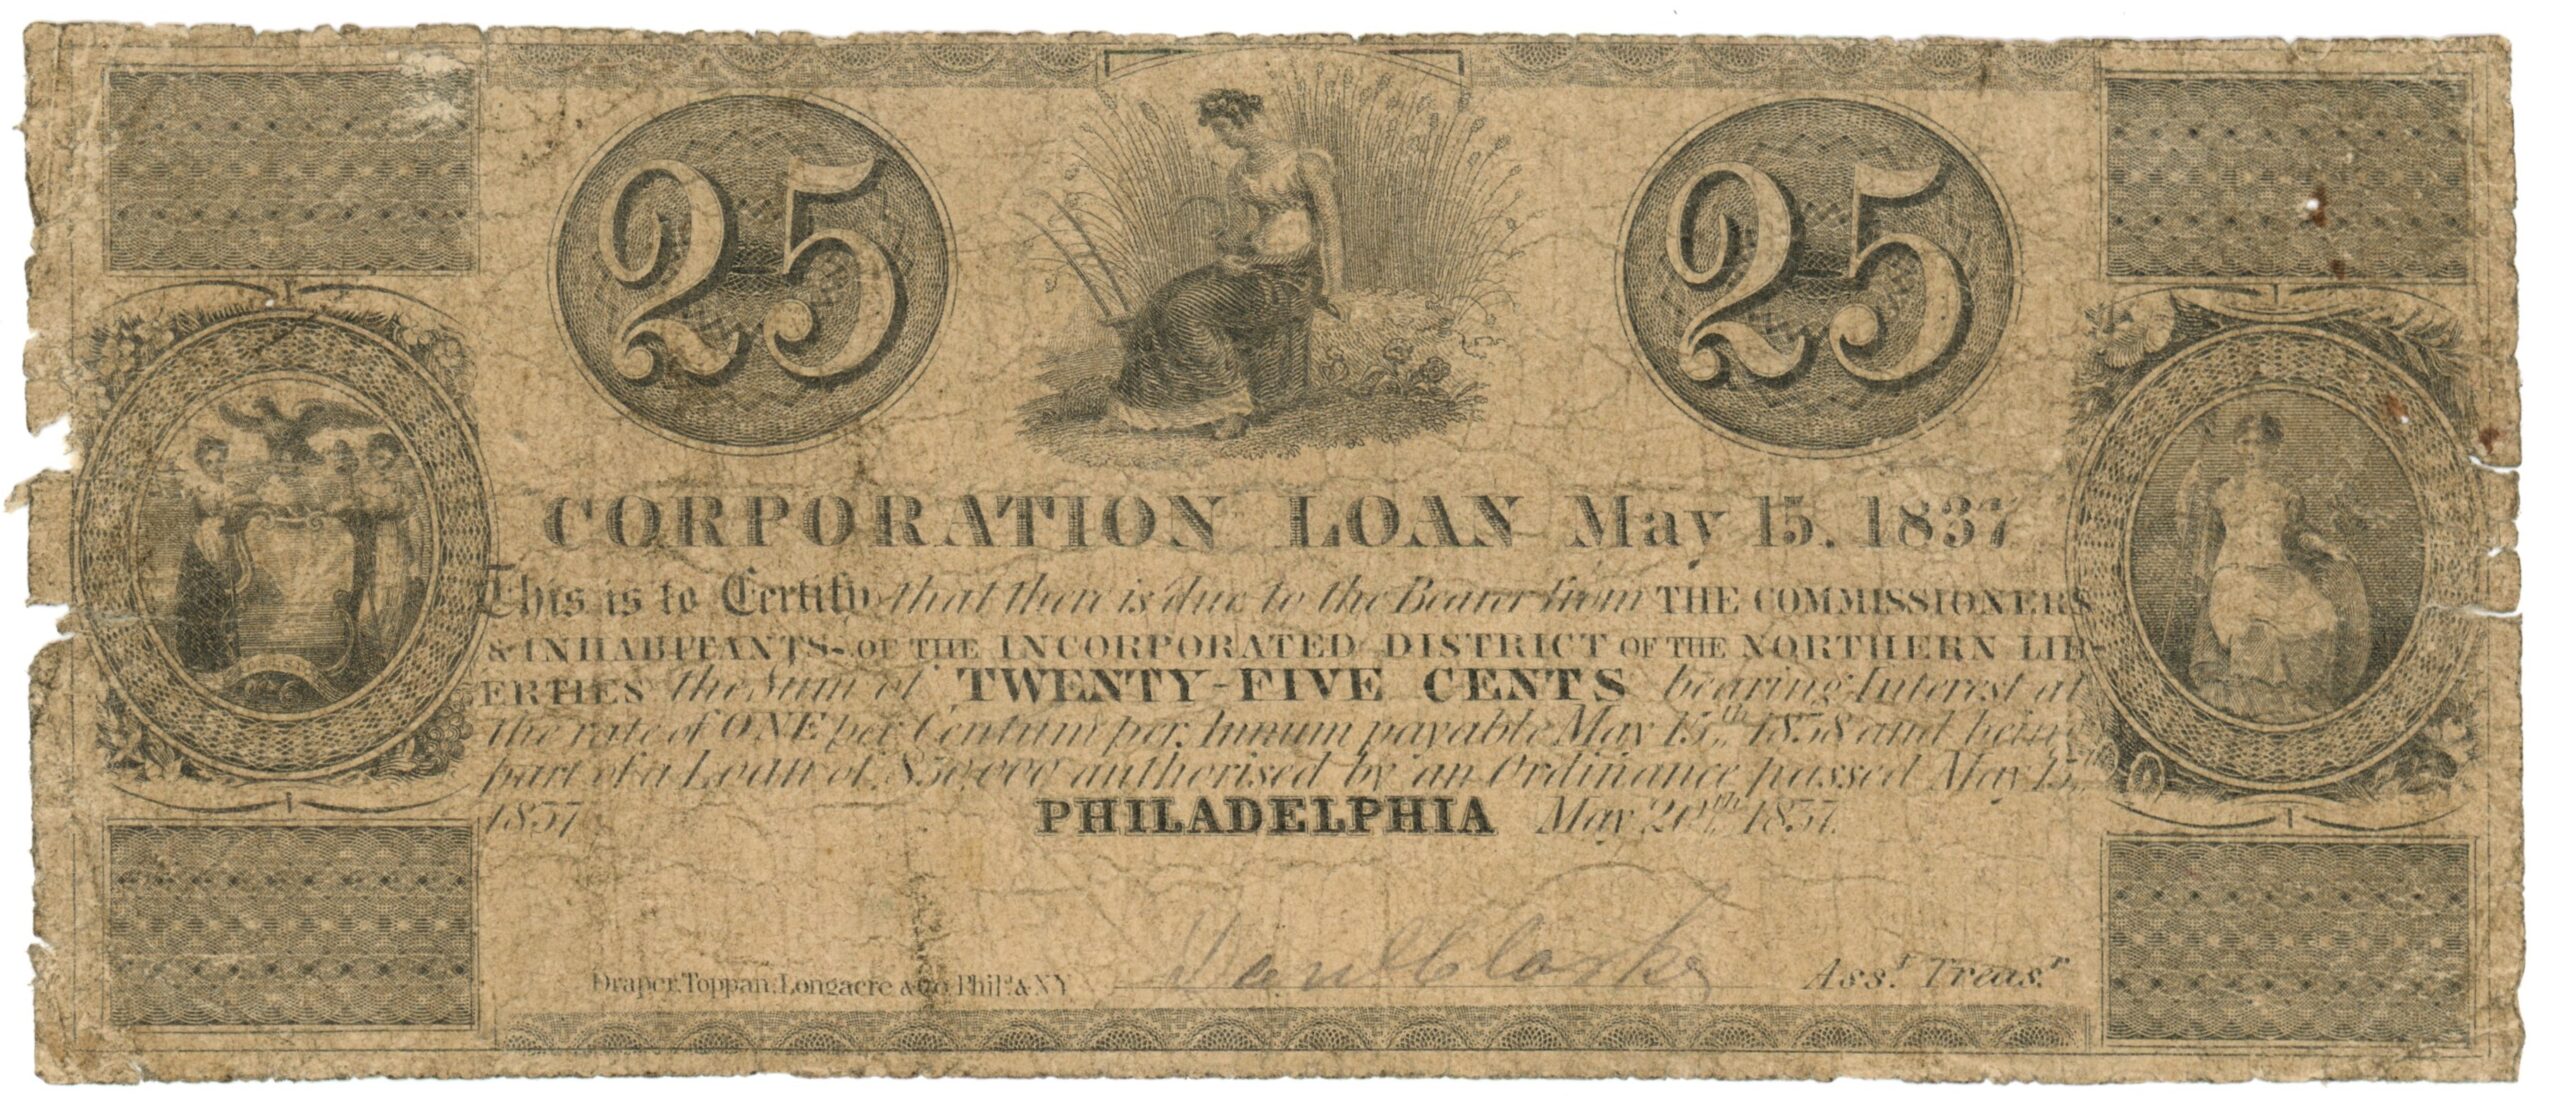 25 25
CORPORATION LOAN May 15. 1837
This is to Certify that there is due to the Bearer from THE COMMISSIONERS
& INHABITANTS OF THE INCORPORATED DISTRICT OF THE NORTHERN LIB-
ERTIES the Sum of TWENTY-FIVE CENTS bearing Interest at
the rate of ONE per Centum per Annum payable May 15th 1838 and being
part of a Loan of $50,000 authorised by an Ordinance passed May 15th
1837 PHILADELPHIA May 20th 1837.
Draper, Toppan, Longacre & Co. Phila. & N.Y. Clark Asst. Treasr.